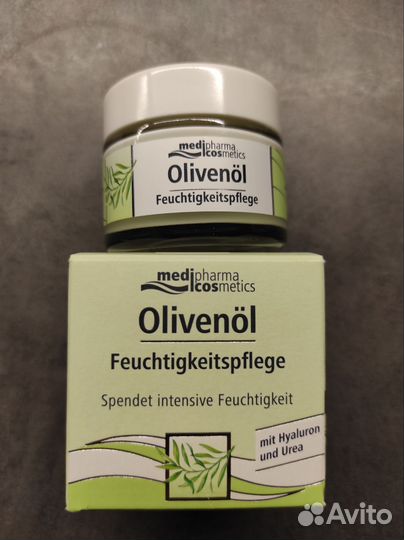 medipharma
cosmetics
Olivenöl
Feuchtigkeitspflege
medipharma
cosmetics
Olivenöl
Feuchtigkeitspflege
Spendet intensive Feuchtigkeit
mit Hyaluron
und Urea
Avito